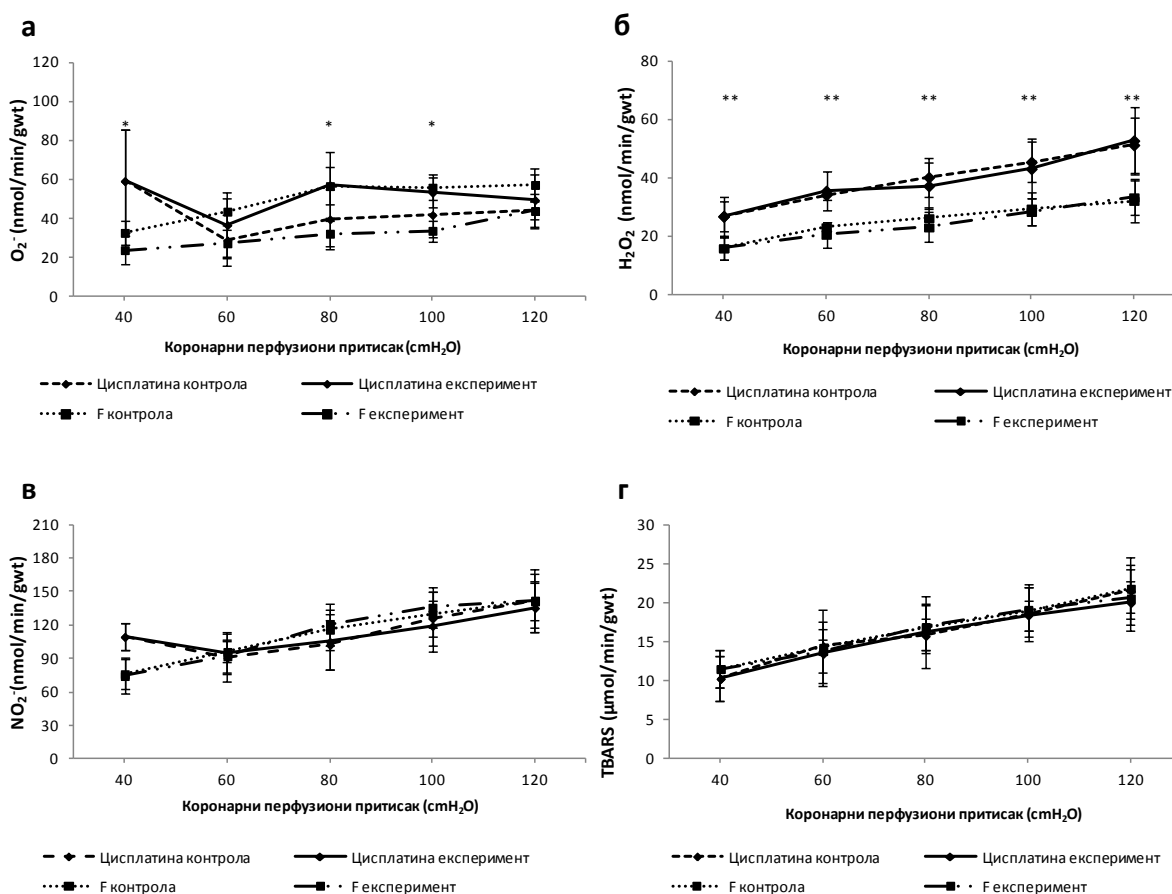 а
O₂⁻ (nmol/min/gwt)
120
100
80
60
40
20
0
* * *
40 60 80 100 120
Коронарни перфузиони притисак (cmH₂O)
Цисплатина контрола Цисплатина експеримент
F контрола F експеримент
б
H₂O₂ (nmol/min/gwt)
80
60
40
20
0
** ** ** ** **
40 60 80 100 120
Коронарни перфузиони притисак (cmH₂O)
Цисплатина контрола Цисплатина експеримент
F контрола F експеримент
в
NO₂⁻ (nmol/min/gwt)
210
180
150
120
90
60
30
0
40 60 80 100 120
Коронарни перфузиони притисак (cmH₂O)
Цисплатина контрола Цисплатина експеримент
F контрола F експеримент
г
TBARS (μmol/min/gwt)
30
25
20
15
10
5
0
40 60 80 100 120
Коронарни перфузиони притисак (cmH₂O)
Цисплатина контрола Цисплатина експеримент
F контрола F експеримент